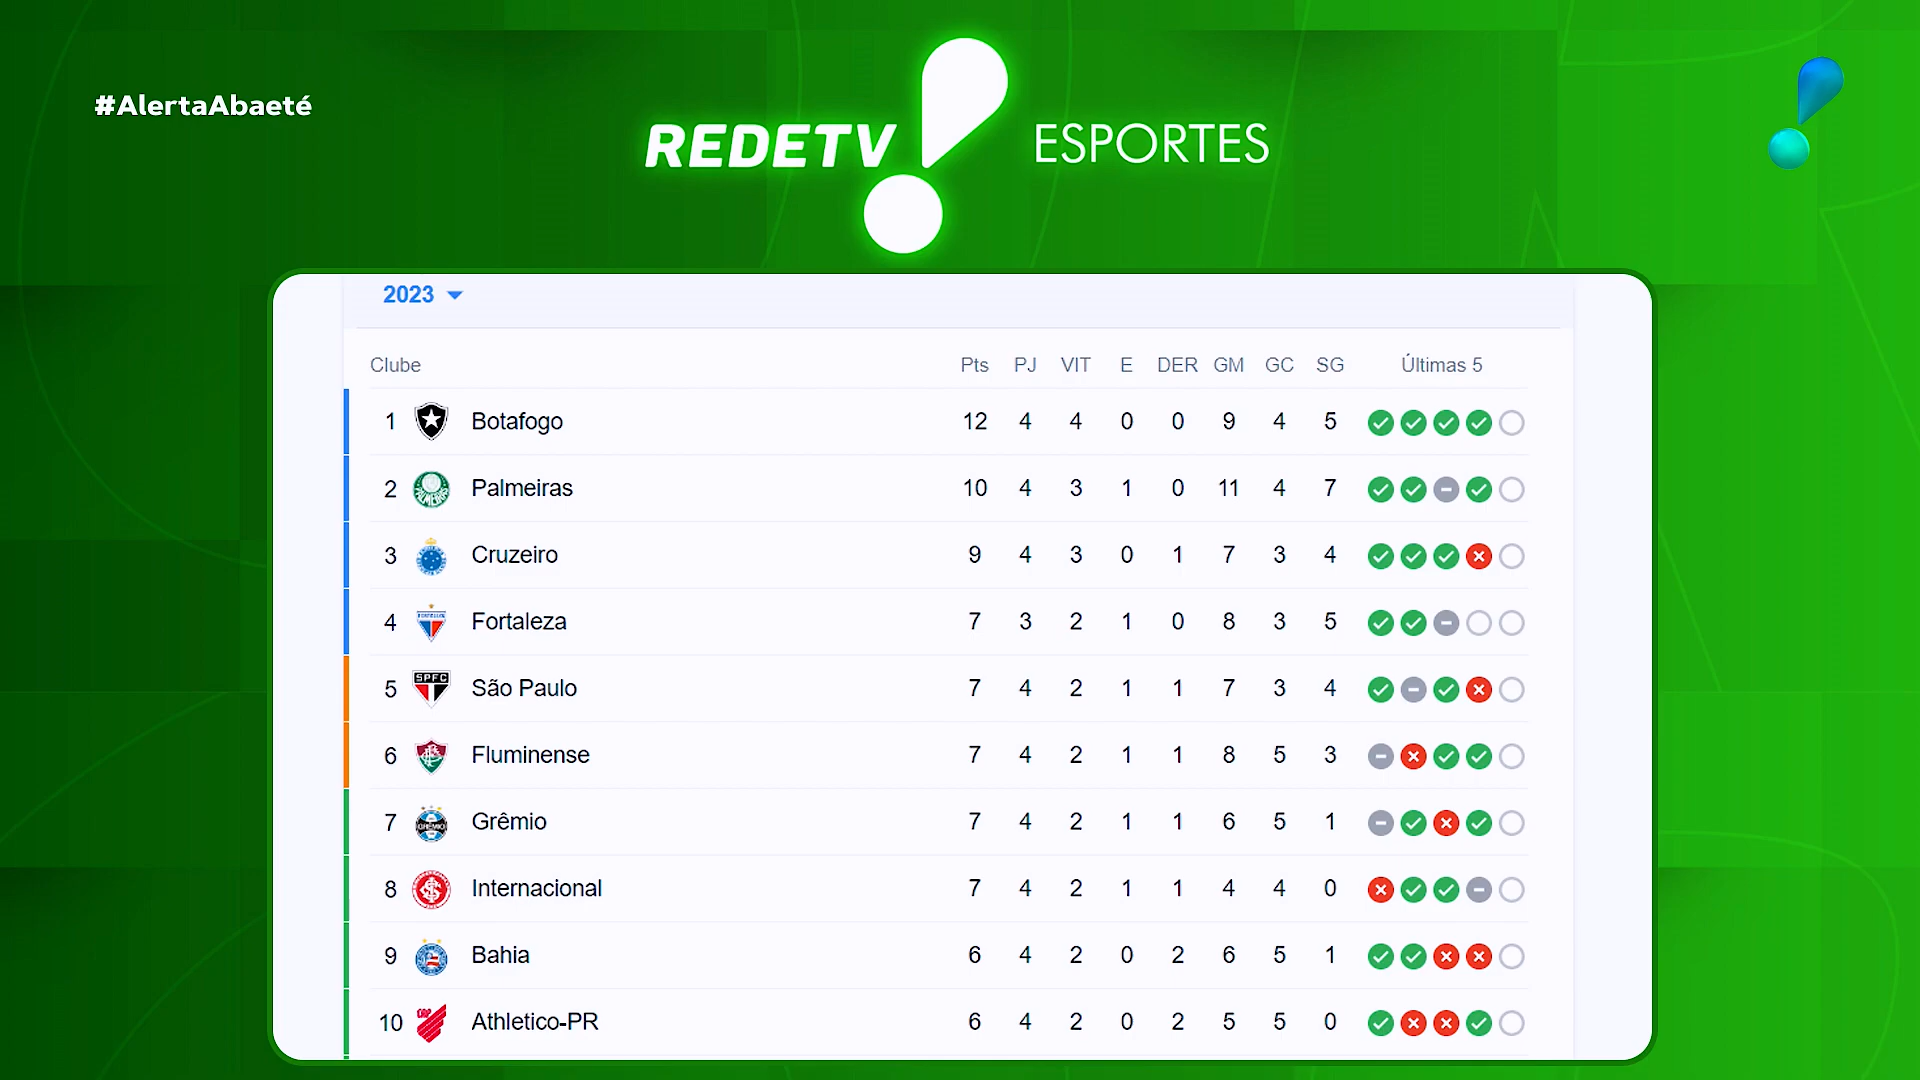 #AlertaAbaeté
REDETV! ESPORTES
2023
Clube Pts PJ VIT E DER GM GC SG Últimas 5
1 Botafogo 12 4 4 0 0 9 4 5
2 Palmeiras 10 4 3 1 0 11 4 7
3 Cruzeiro 9 4 3 0 1 7 3 4
4 Fortaleza 7 3 2 1 0 8 3 5
5 SPFC São Paulo 7 4 2 1 1 7 3 4
6 Fluminense 7 4 2 1 1 8 5 3
7 Grêmio 7 4 2 1 1 6 5 1
8 Internacional 7 4 2 1 1 4 4 0
9 Bahia 6 4 2 0 2 6 5 1
10 Athletico-PR 6 4 2 0 2 5 5 0